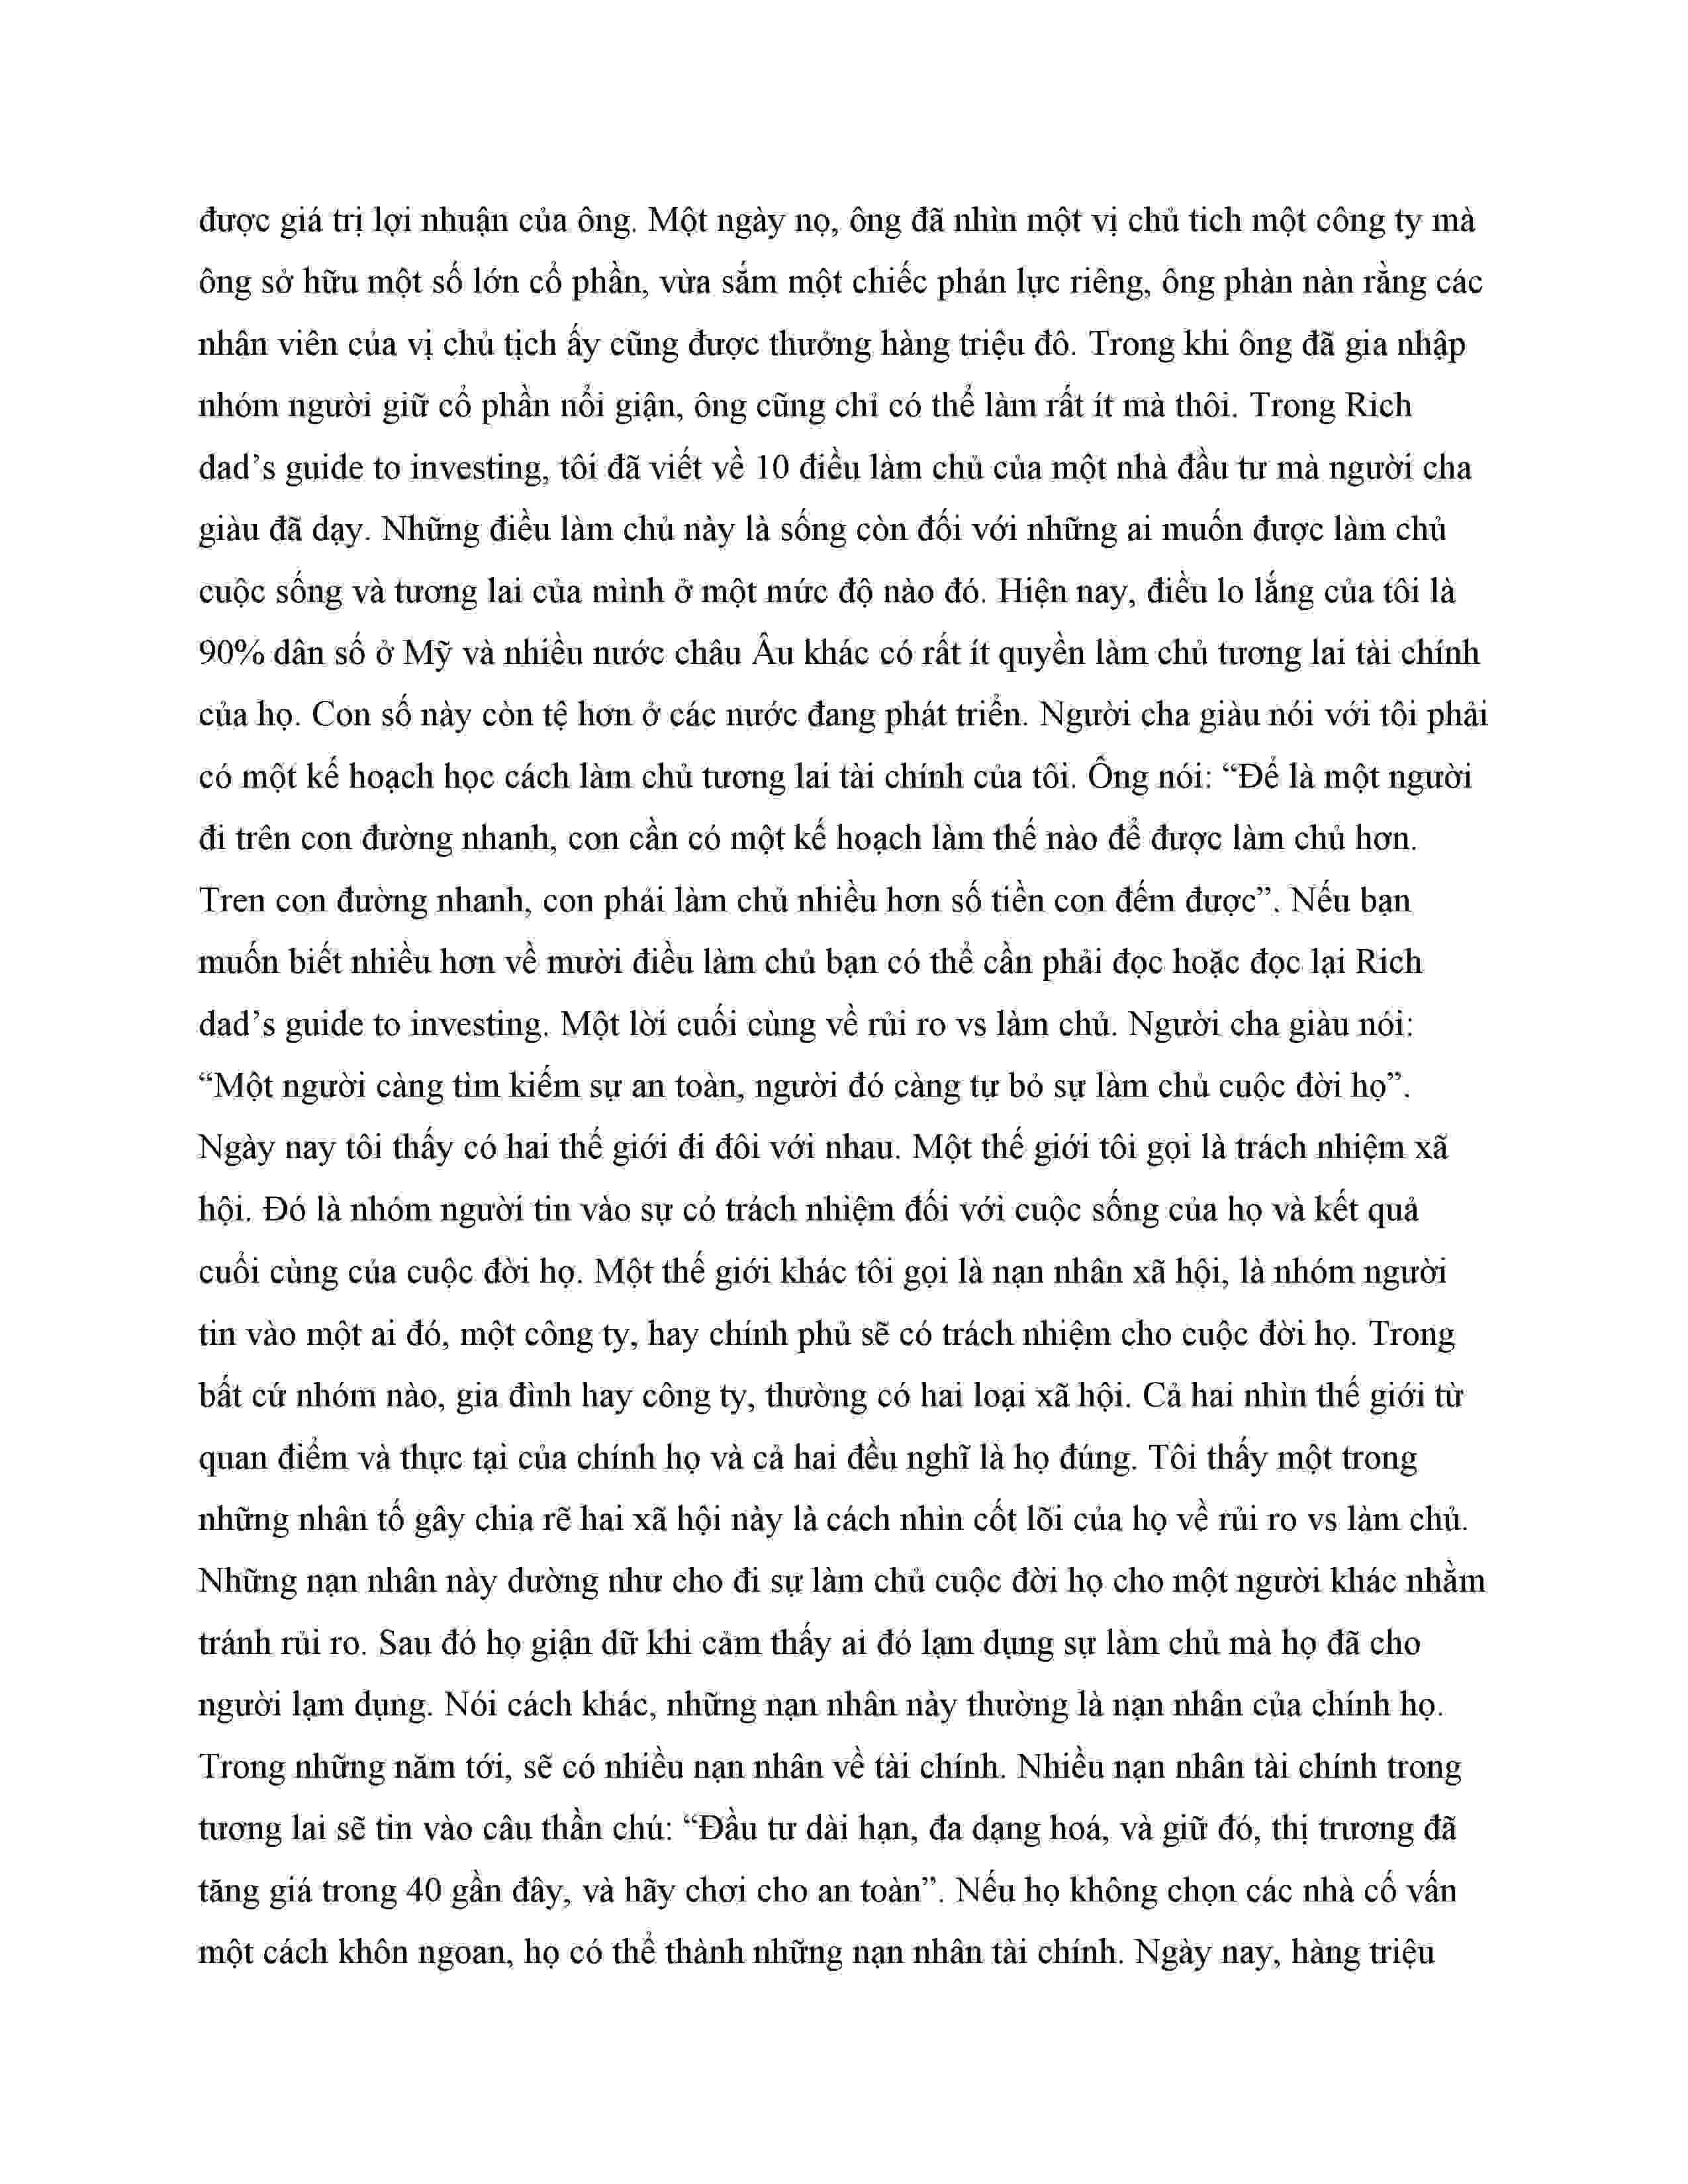 được giá trị lợi nhuận của ông. Một ngày nọ, ông đã nhìn một vị chủ tich một công ty mà
ông sở hữu một số lớn cổ phần, vừa sắm một chiếc phản lực riêng, ông phàn nàn rằng các
nhân viên của vị chủ tịch ấy cũng được thưởng hàng triệu đô. Trong khi ông đã gia nhập
nhóm người giữ cổ phần nổi giận, ông cũng chỉ có thể làm rất ít mà thôi. Trong Rich
dad’s guide to investing, tôi đã viết về 10 điều làm chủ của một nhà đầu tư mà người cha
giàu đã dạy. Những điều làm chủ này là sống còn đối với những ai muốn được làm chủ
cuộc sống và tương lai của mình ở một mức độ nào đó. Hiện nay, điều lo lắng của tôi là
90% dân số ở Mỹ và nhiều nước châu Âu khác có rất ít quyền làm chủ tương lai tài chính
của họ. Con số này còn tệ hơn ở các nước đang phát triển. Người cha giàu nói với tôi phải
có một kế hoạch học cách làm chủ tương lai tài chính của tôi. Ông nói: “Để là một người
đi trên con đường nhanh, con cần có một kế hoạch làm thế nào để được làm chủ hơn.
Tren con đường nhanh, con phải làm chủ nhiều hơn số tiền con đếm được”. Nếu bạn
muốn biết nhiều hơn về mười điều làm chủ bạn có thể cần phải đọc hoặc đọc lại Rich
dad’s guide to investing. Một lời cuối cùng về rủi ro vs làm chủ. Người cha giàu nói:
“Một người càng tìm kiếm sự an toàn, người đó càng tự bỏ sự làm chủ cuộc đời họ”.
Ngày nay tôi thấy có hai thế giới đi đôi với nhau. Một thế giới tôi gọi là trách nhiệm xã
hội. Đó là nhóm người tin vào sự có trách nhiệm đối với cuộc sống của họ và kết quả
cuổi cùng của cuộc đời họ. Một thế giới khác tôi gọi là nạn nhân xã hội, là nhóm người
tin vào một ai đó, một công ty, hay chính phủ sẽ có trách nhiệm cho cuộc đời họ. Trong
bất cứ nhóm nào, gia đình hay công ty, thường có hai loại xã hội. Cả hai nhìn thế giới từ
quan điểm và thực tại của chính họ và cả hai đều nghĩ là họ đúng. Tôi thấy một trong
những nhân tố gây chia rẽ hai xã hội này là cách nhìn cốt lõi của họ về rủi ro vs làm chủ.
Những nạn nhân này dường như cho đi sự làm chủ cuộc đời họ cho một người khác nhằm
tránh rủi ro. Sau đó họ giận dữ khi cảm thấy ai đó lạm dụng sự làm chủ mà họ đã cho
người lạm dụng. Nói cách khác, những nạn nhân này thường là nạn nhân của chính họ.
Trong những năm tới, sẽ có nhiều nạn nhân về tài chính. Nhiều nạn nhân tài chính trong
tương lai sẽ tin vào câu thần chú: “Đầu tư dài hạn, đa dạng hoá, và giữ đó, thị trương đã
tăng giá trong 40 gần đây, và hãy chơi cho an toàn”. Nếu họ không chọn các nhà cố vấn
một cách khôn ngoan, họ có thể thành những nạn nhân tài chính. Ngày nay, hàng triệu